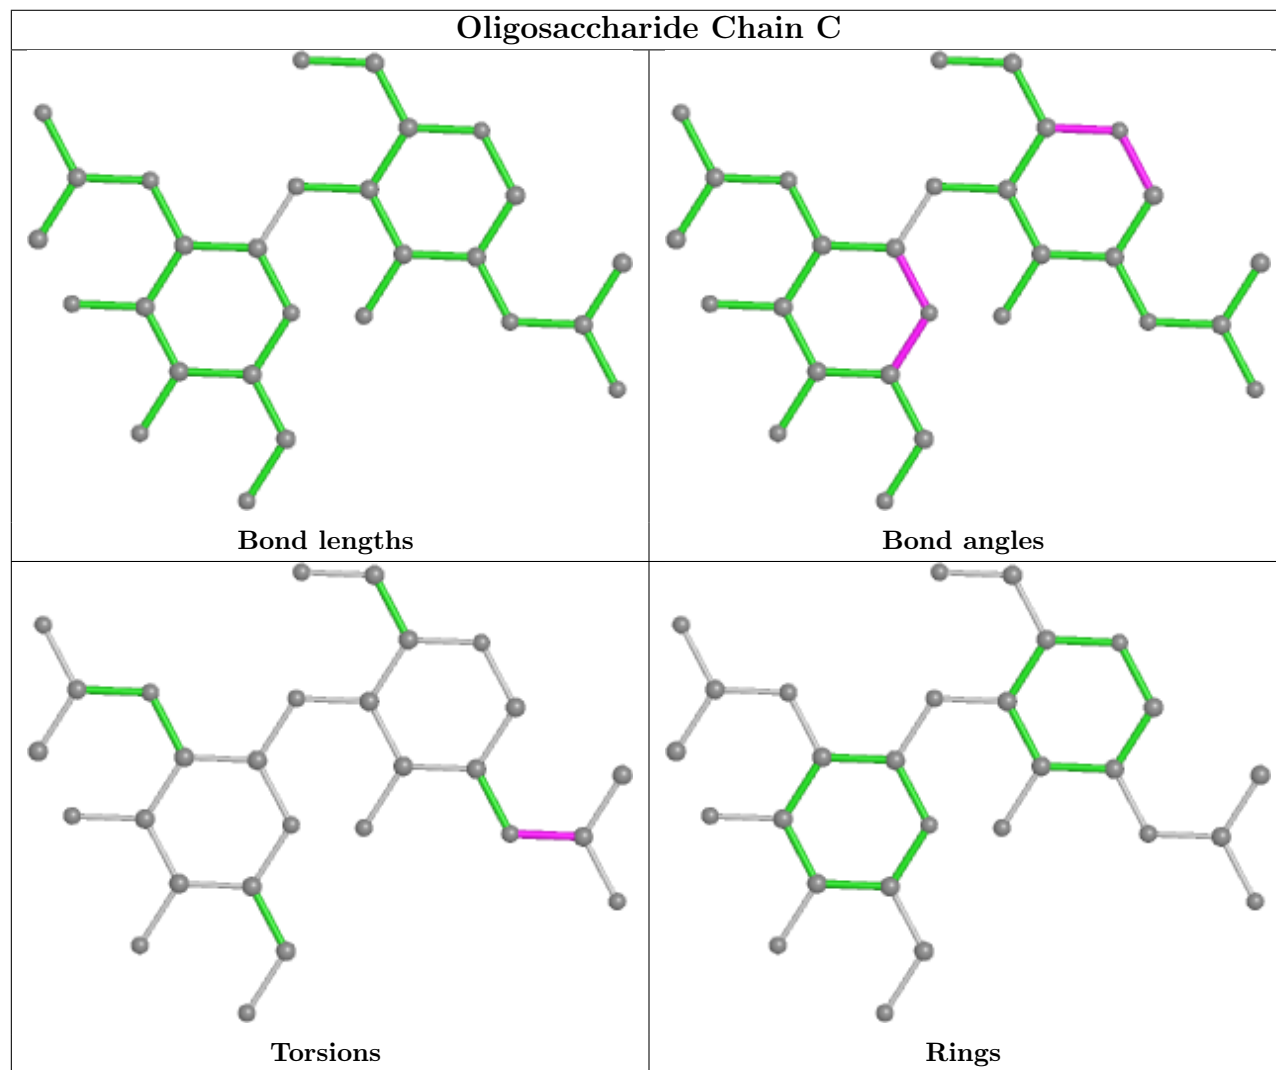 Oligosaccharide Chain C
Bond lengths
Bond angles
Torsions
Rings